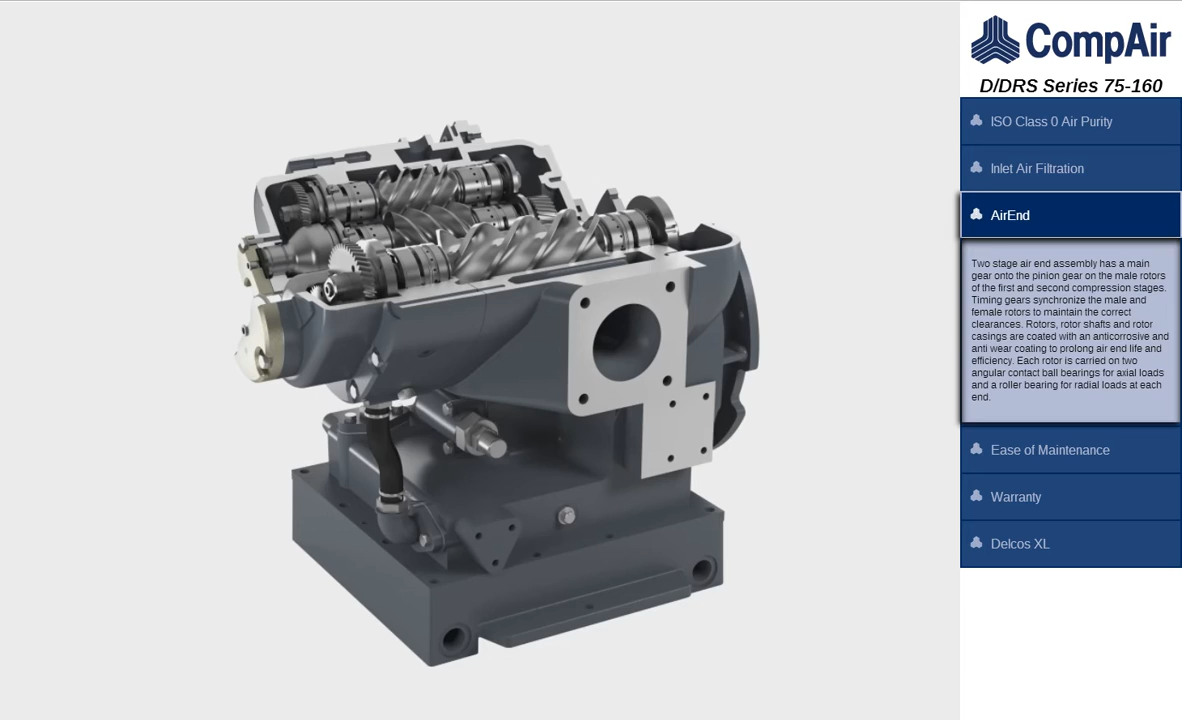 CompAir
D/DRS Series 75-160
ISO Class 0 Air Purity
Inlet Air Filtration
AirEnd
Two stage air end assembly has a main
gear onto the pinion gear on the male rotors
of the first and second compression stages.
Timing gears synchronize the male and
female rotors to maintain the correct
clearances. Rotors, rotor shafts and rotor
casings are coated with an anticorrosive and
anti wear coating to prolong air end life and
efficiency. Each rotor is carried on two
angular contact ball bearings for axial loads
and a roller bearing for radial loads at each
end.
Ease of Maintenance
Warranty
Delcos XL